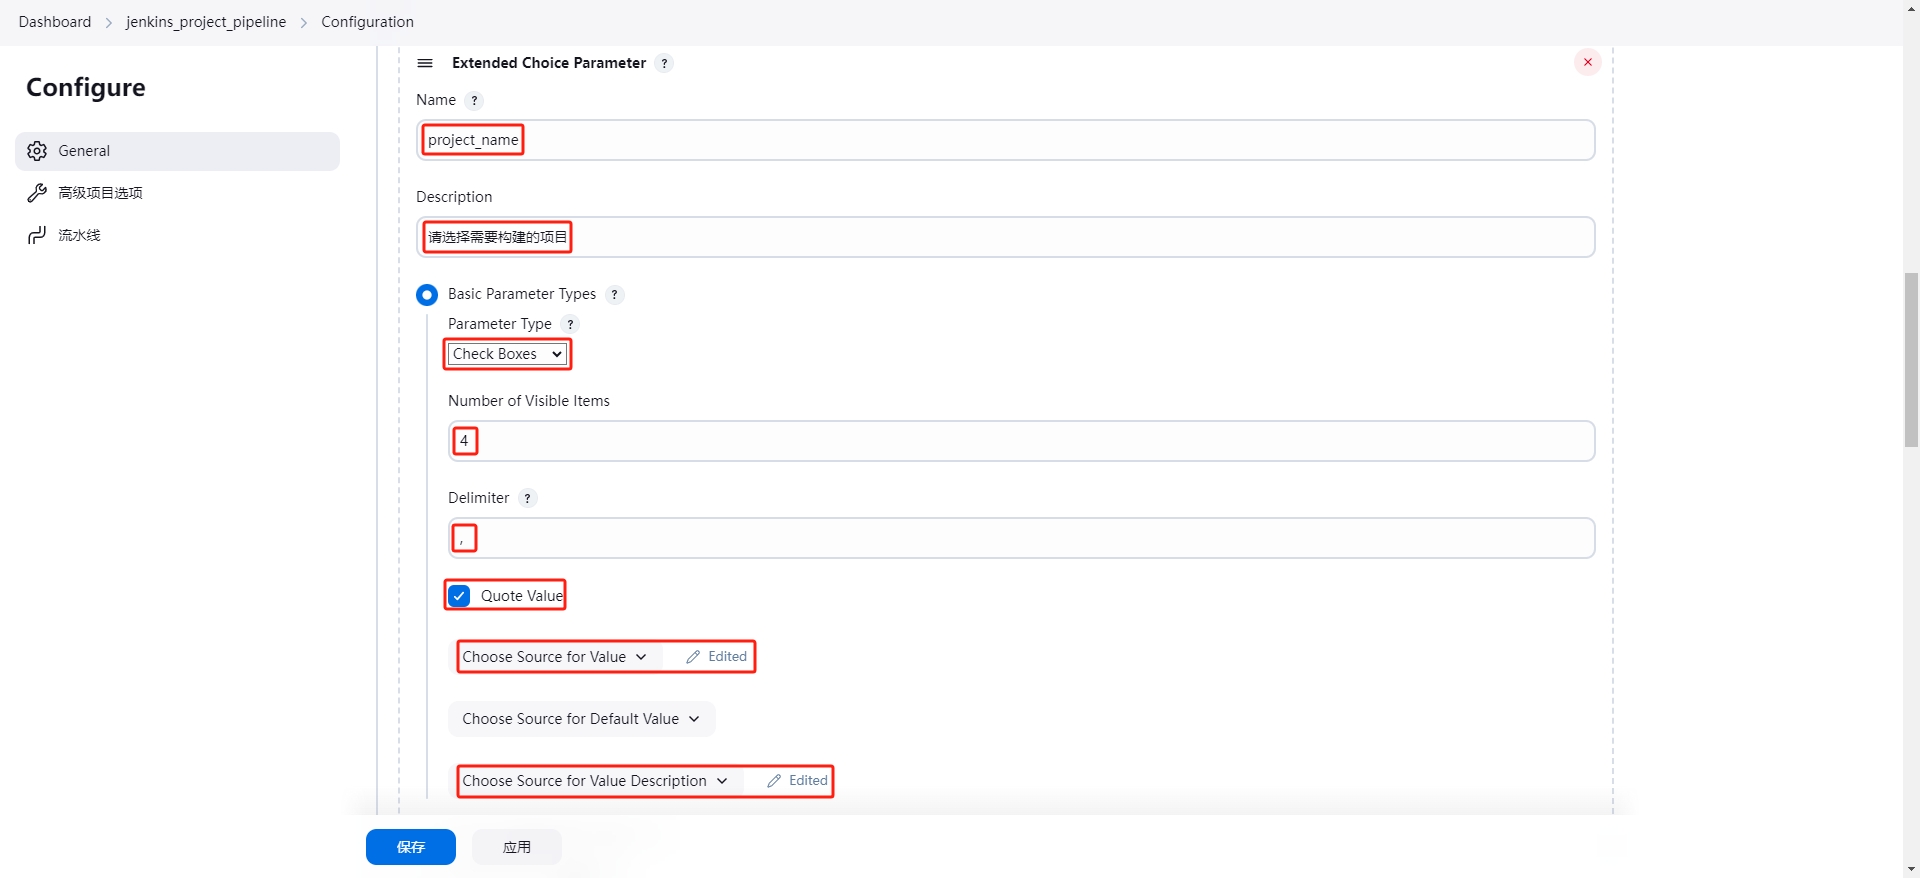 Dashboard > jenkins_project_pipeline > Configuration
Configure
General
高级项目选项
流水线
Extended Choice Parameter ?
Name ?
project_name
Description
请选择需要构建的项目
Basic Parameter Types ?
Parameter Type ?
Check Boxes
Number of Visible Items
4
Delimiter ?
,
Quote Value
Choose Source for Value Edited
Choose Source for Default Value
Choose Source for Value Description Edited
保存 应用